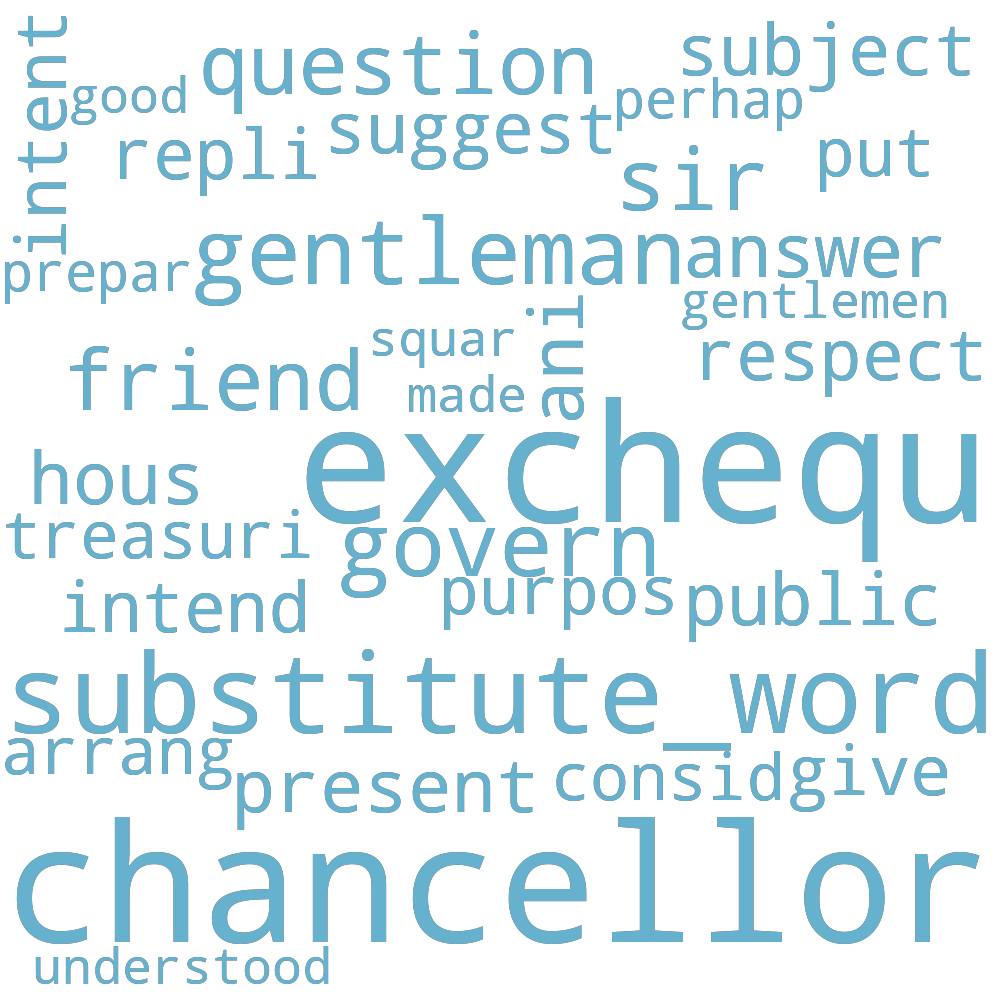 intent
question
subject
good
perhap
suggest
repli
put
sir
gentleman
answer
prepar
gentlemen
ani
squar
respect
friend
made
exchequ
hous
treasuri
govern
purpos
public
intend
substitute_word
arrang
present
consid
give
chancellor
understood